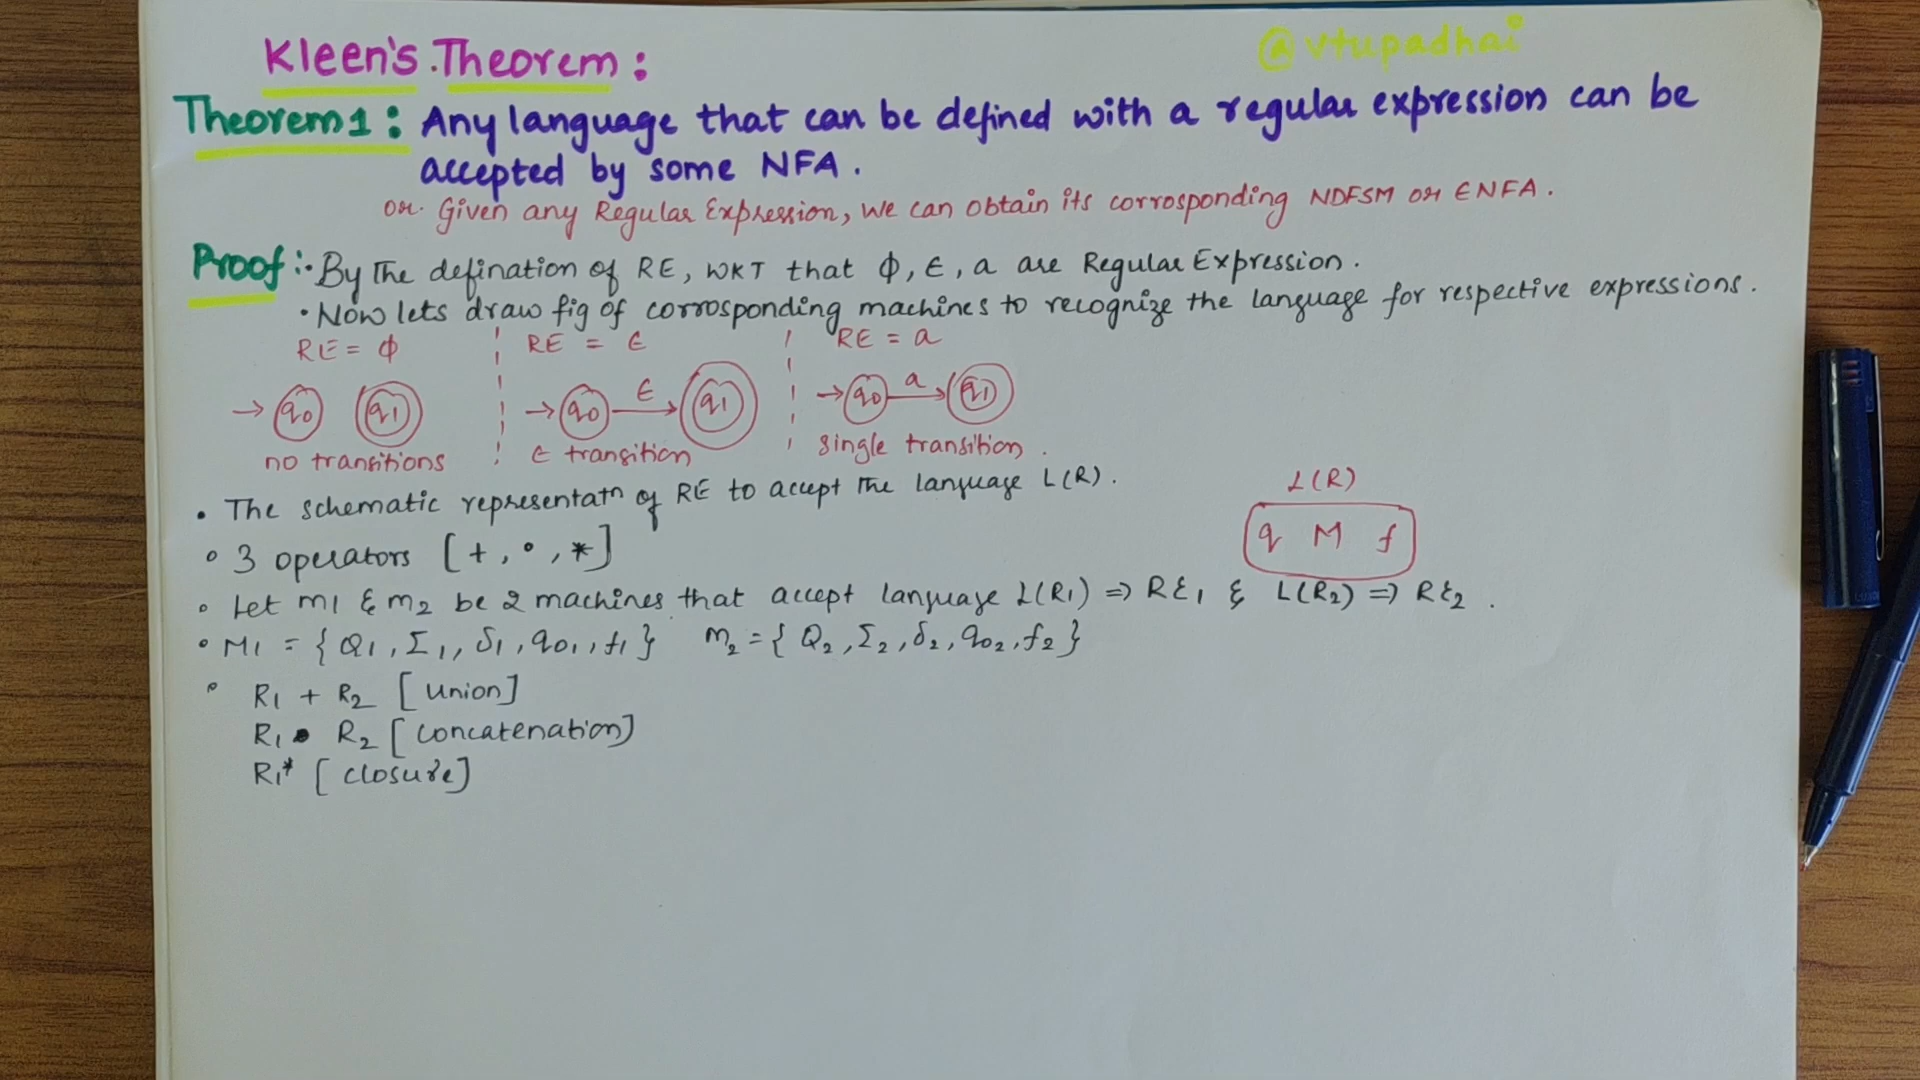 Kleen's Theorem :
@vtupadhai
Theorem1 : Any language that can be defined with a regular expression can be
accepted by some NFA .
or. Given any Regular Expression, we can obtain its corrosponding NDFSM or ϵNFA .
Proof :- • By The defination of RE, WKT that ϕ, ϵ, a are Regular Expression .
• Now lets draw fig of corrosponding machines to recognize the language for respective expressions .
RE = ϕ
RE = ϵ
RE = a
→ q0 q1
→ q0 ϵ → q1
→ q0 a → q1
no transitions
ϵ transition
single transition .
• The schematic representatn of RE to accept The language L(R) .
L(R)
q M f
• 3 operators [+, •, *]
• Let m1 & m2 be 2 machines that accept language L(R1) => RE1 & L(R2) => RE2 .
• M1 = { Q1, Σ1, δ1, q01, f1 } m2 = { Q2, Σ2, δ2, q02, f2 }
• R1 + R2 [union]
R1 • R2 [concatenation]
R1* [closure]